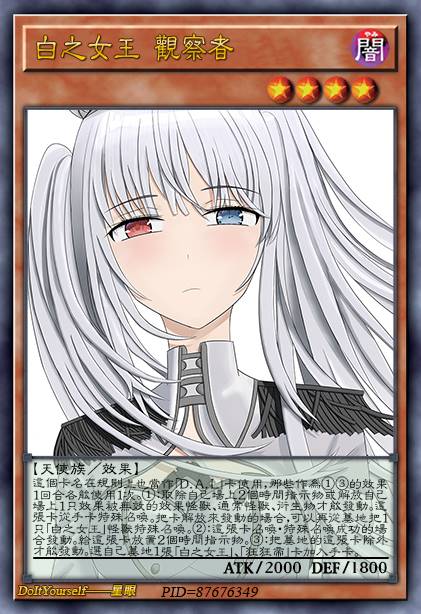 白之女王 觀察者
やみ
闇
【天使族／效果】
這個卡名在規則上也當作「D.A.L」卡使用,那些作為①③的效果
1回合各能使用1次。①:取除自己場上2個時間指示物或解放自己
場上1只效果被無效的效果怪獸,通常怪獸,衍生物才能發動。這
張卡從手卡特殊召喚。把卡解放來發動的場合,可以再從墓地把1
只「白之女王」怪獸特殊召喚。②:這張卡召喚·特殊召喚成功的場
合發動。給這張卡放置2個時間指示物。③:把墓地的這張卡除外
才能發動。選自己墓地1張「白之女王」、「狂狂帝」卡加入手卡。
ATK/2000 DEF/1800
DoItYourself——星眼
PID=87676349